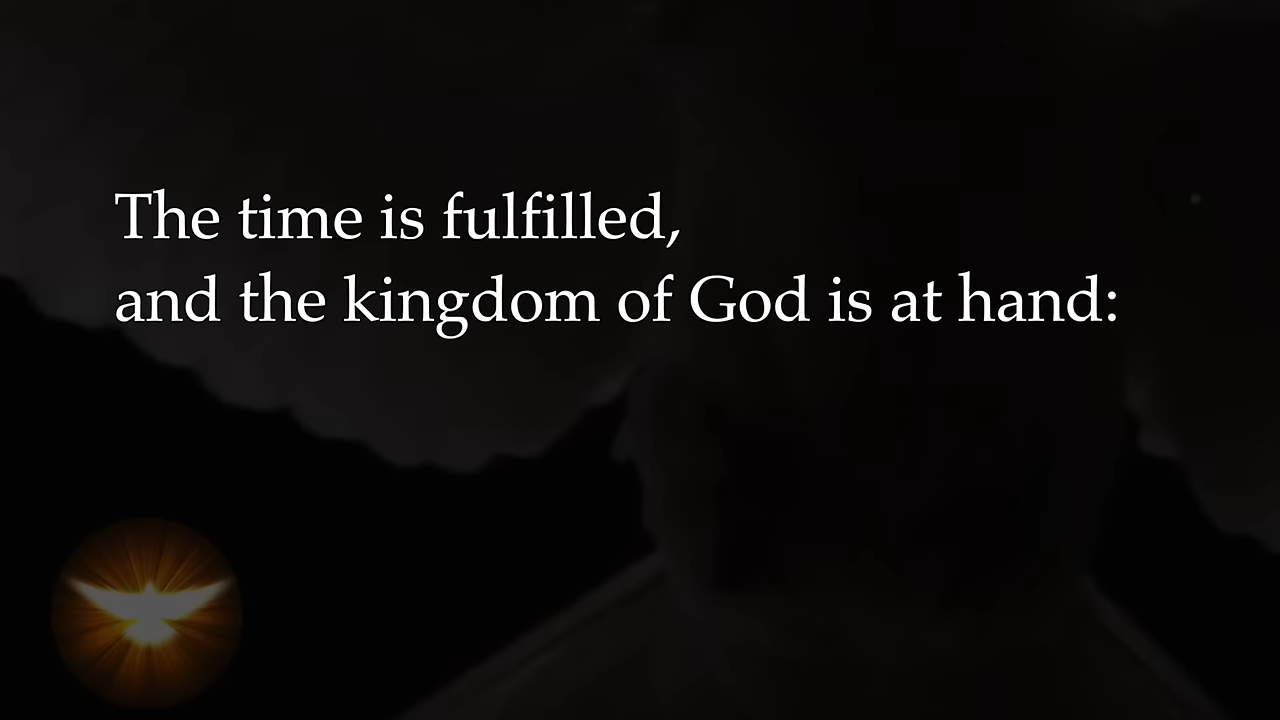 The time is fulfilled,
and the kingdom of God is at hand: